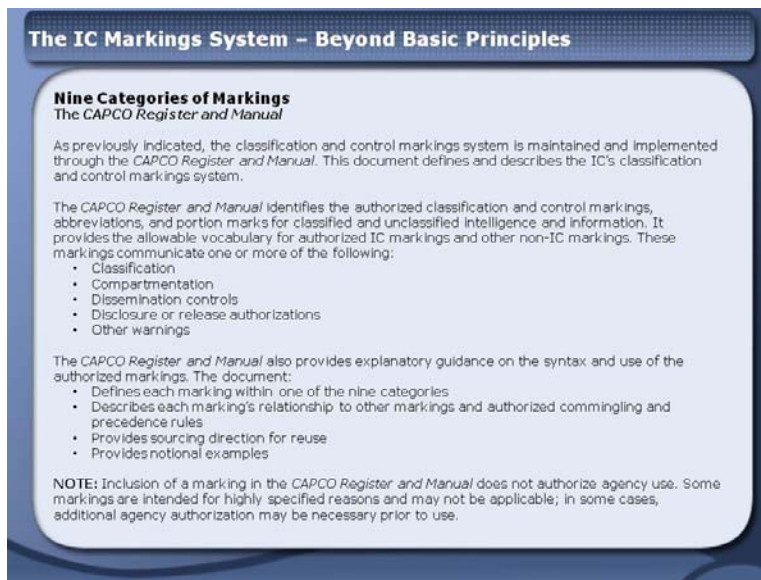 The IC Markings System – Beyond Basic Principles
Nine Categories of Markings
The CAPCO Register and Manual
As previously indicated, the classification and control markings system is maintained and implemented
through the CAPCO Register and Manual. This document defines and describes the IC's classification
and control markings system.
The CAPCO Register and Manual identifies the authorized classification and control markings,
abbreviations, and portion marks for classified and unclassified intelligence and information. It
provides the allowable vocabulary for authorized IC markings and other non-IC markings. These
markings communicate one or more of the following:
• Classification
• Compartmentation
• Dissemination controls
• Disclosure or release authorizations
• Other warnings
The CAPCO Register and Manual also provides explanatory guidance on the syntax and use of the
authorized markings. The document:
• Defines each marking within one of the nine categories
• Describes each marking's relationship to other markings and authorized commingling and
precedence rules
• Provides sourcing direction for reuse
• Provides notional examples
NOTE: Inclusion of a marking in the CAPCO Register and Manual does not authorize agency use. Some
markings are intended for highly specified reasons and may not be applicable; in some cases,
additional agency authorization may be necessary prior to use.